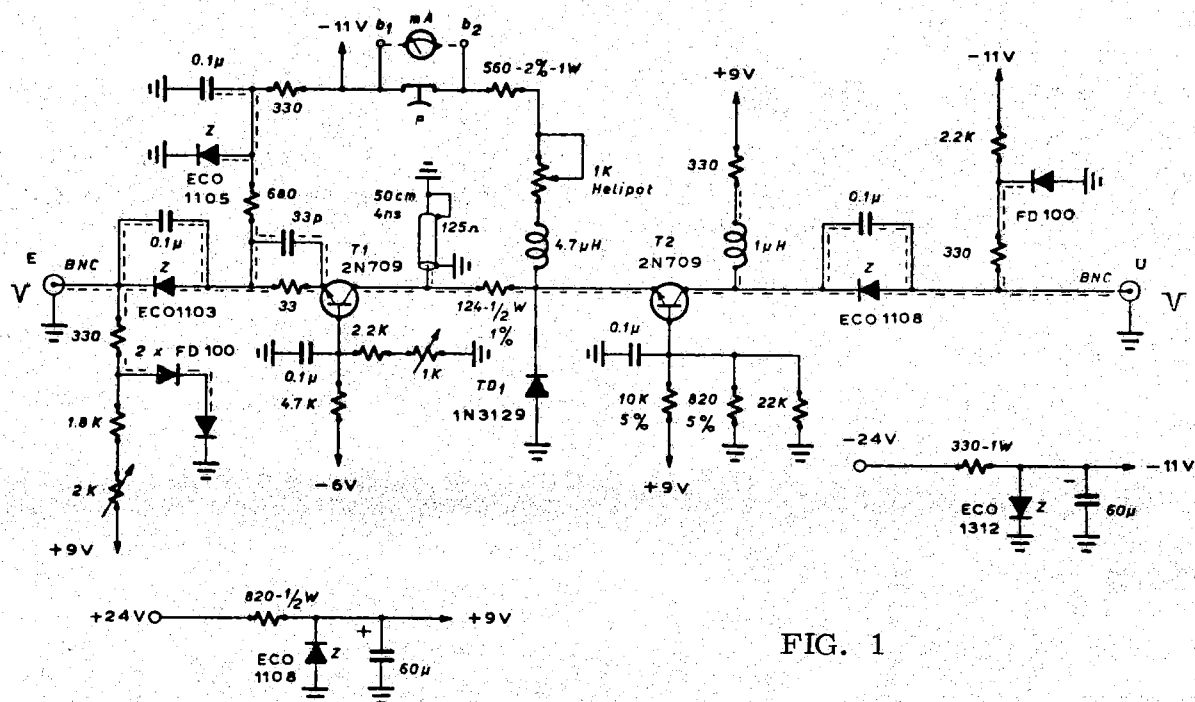 -11V
b1
mA
b2
0.1µ
330
560-2%-1W
P
+9V
-11V
Z
ECO
1105
680
33p
50cm
4ns
125Ω
1K
Helipot
330
2.2K
FD 100
0.1µ
E
BNC
Z
ECO1103
33
T1
2N709
4.7µH
T2
2N709
1µH
0.1µ
Z
ECO 1108
330
BNC
U
330
2 x FD 100
0.1µ
2.2K
1K
124-1/2W
1%
TD1
1N3129
0.1µ
10K
5%
820
5%
22K
1.8K
4.7K
-6V
+9V
2K
+9V
-24V
330-1W
-11V
ECO
1312
Z
-
60µ
+24V
820-1/2W
+9V
ECO
1108
Z
+
60µ
FIG. 1